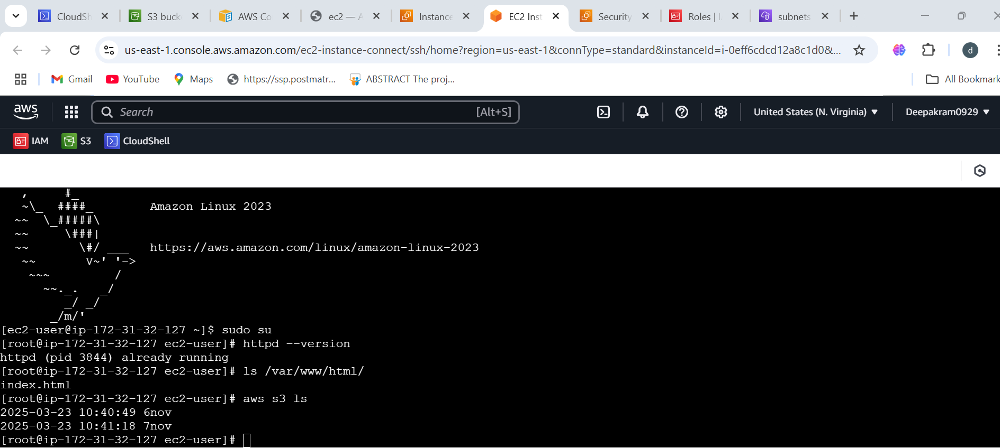 CloudSh
S3 buck
AWS Co
ec2 — A
Instance
EC2 Inst
Security
Roles | I
subnets
us-east-1.console.aws.amazon.com/ec2-instance-connect/ssh/home?region=us-east-1&connType=standard&instanceId=i-0eff6cdcd12a8c1d0&...
d
Gmail
YouTube
Maps
https://ssp.postmatr...
ABSTRACT The proj...
All Bookmark
aws
Search
[Alt+S]
United States (N. Virginia)
Deepakram0929
IAM
S3
CloudShell
   ,     #_
   ~\_  ####_        Amazon Linux 2023
  ~~  \_#####\
  ~~     \###|
  ~~       \#/ ___   https://aws.amazon.com/linux/amazon-linux-2023
   ~~       V~' '->
    ~~~         /
      ~~._.   _/
         _/ _/
       _/m/'
[ec2-user@ip-172-31-32-127 ~]$ sudo su
[root@ip-172-31-32-127 ec2-user]# httpd --version
httpd (pid 3844) already running
[root@ip-172-31-32-127 ec2-user]# ls /var/www/html/
index.html
[root@ip-172-31-32-127 ec2-user]# aws s3 ls
2025-03-23 10:40:49 6nov
2025-03-23 10:41:18 7nov
[root@ip-172-31-32-127 ec2-user]#